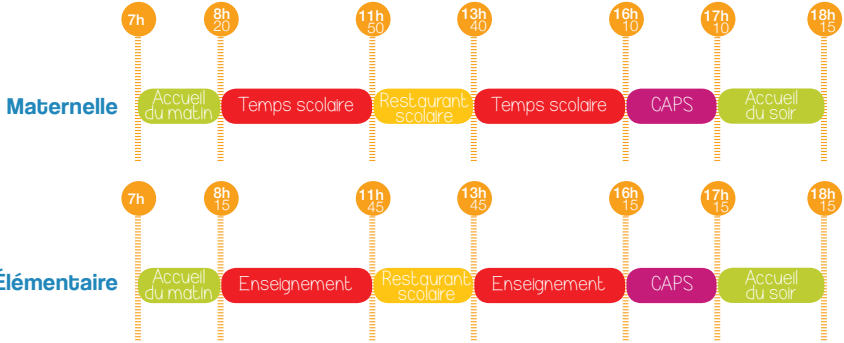 7h 8h 11h 13h 16h 17h 18h
20 50 40 10 10 15
Maternelle
Accueil
du matin
Temps scolaire
Restaurant
scolaire
Temps scolaire
CAPS
Accueil
du soir
7h 8h 11h 13h 16h 17h 18h
15 45 45 15 15 15
Élémentaire
Accueil
du matin
Enseignement
Restaurant
scolaire
Enseignement
CAPS
Accueil
du soir